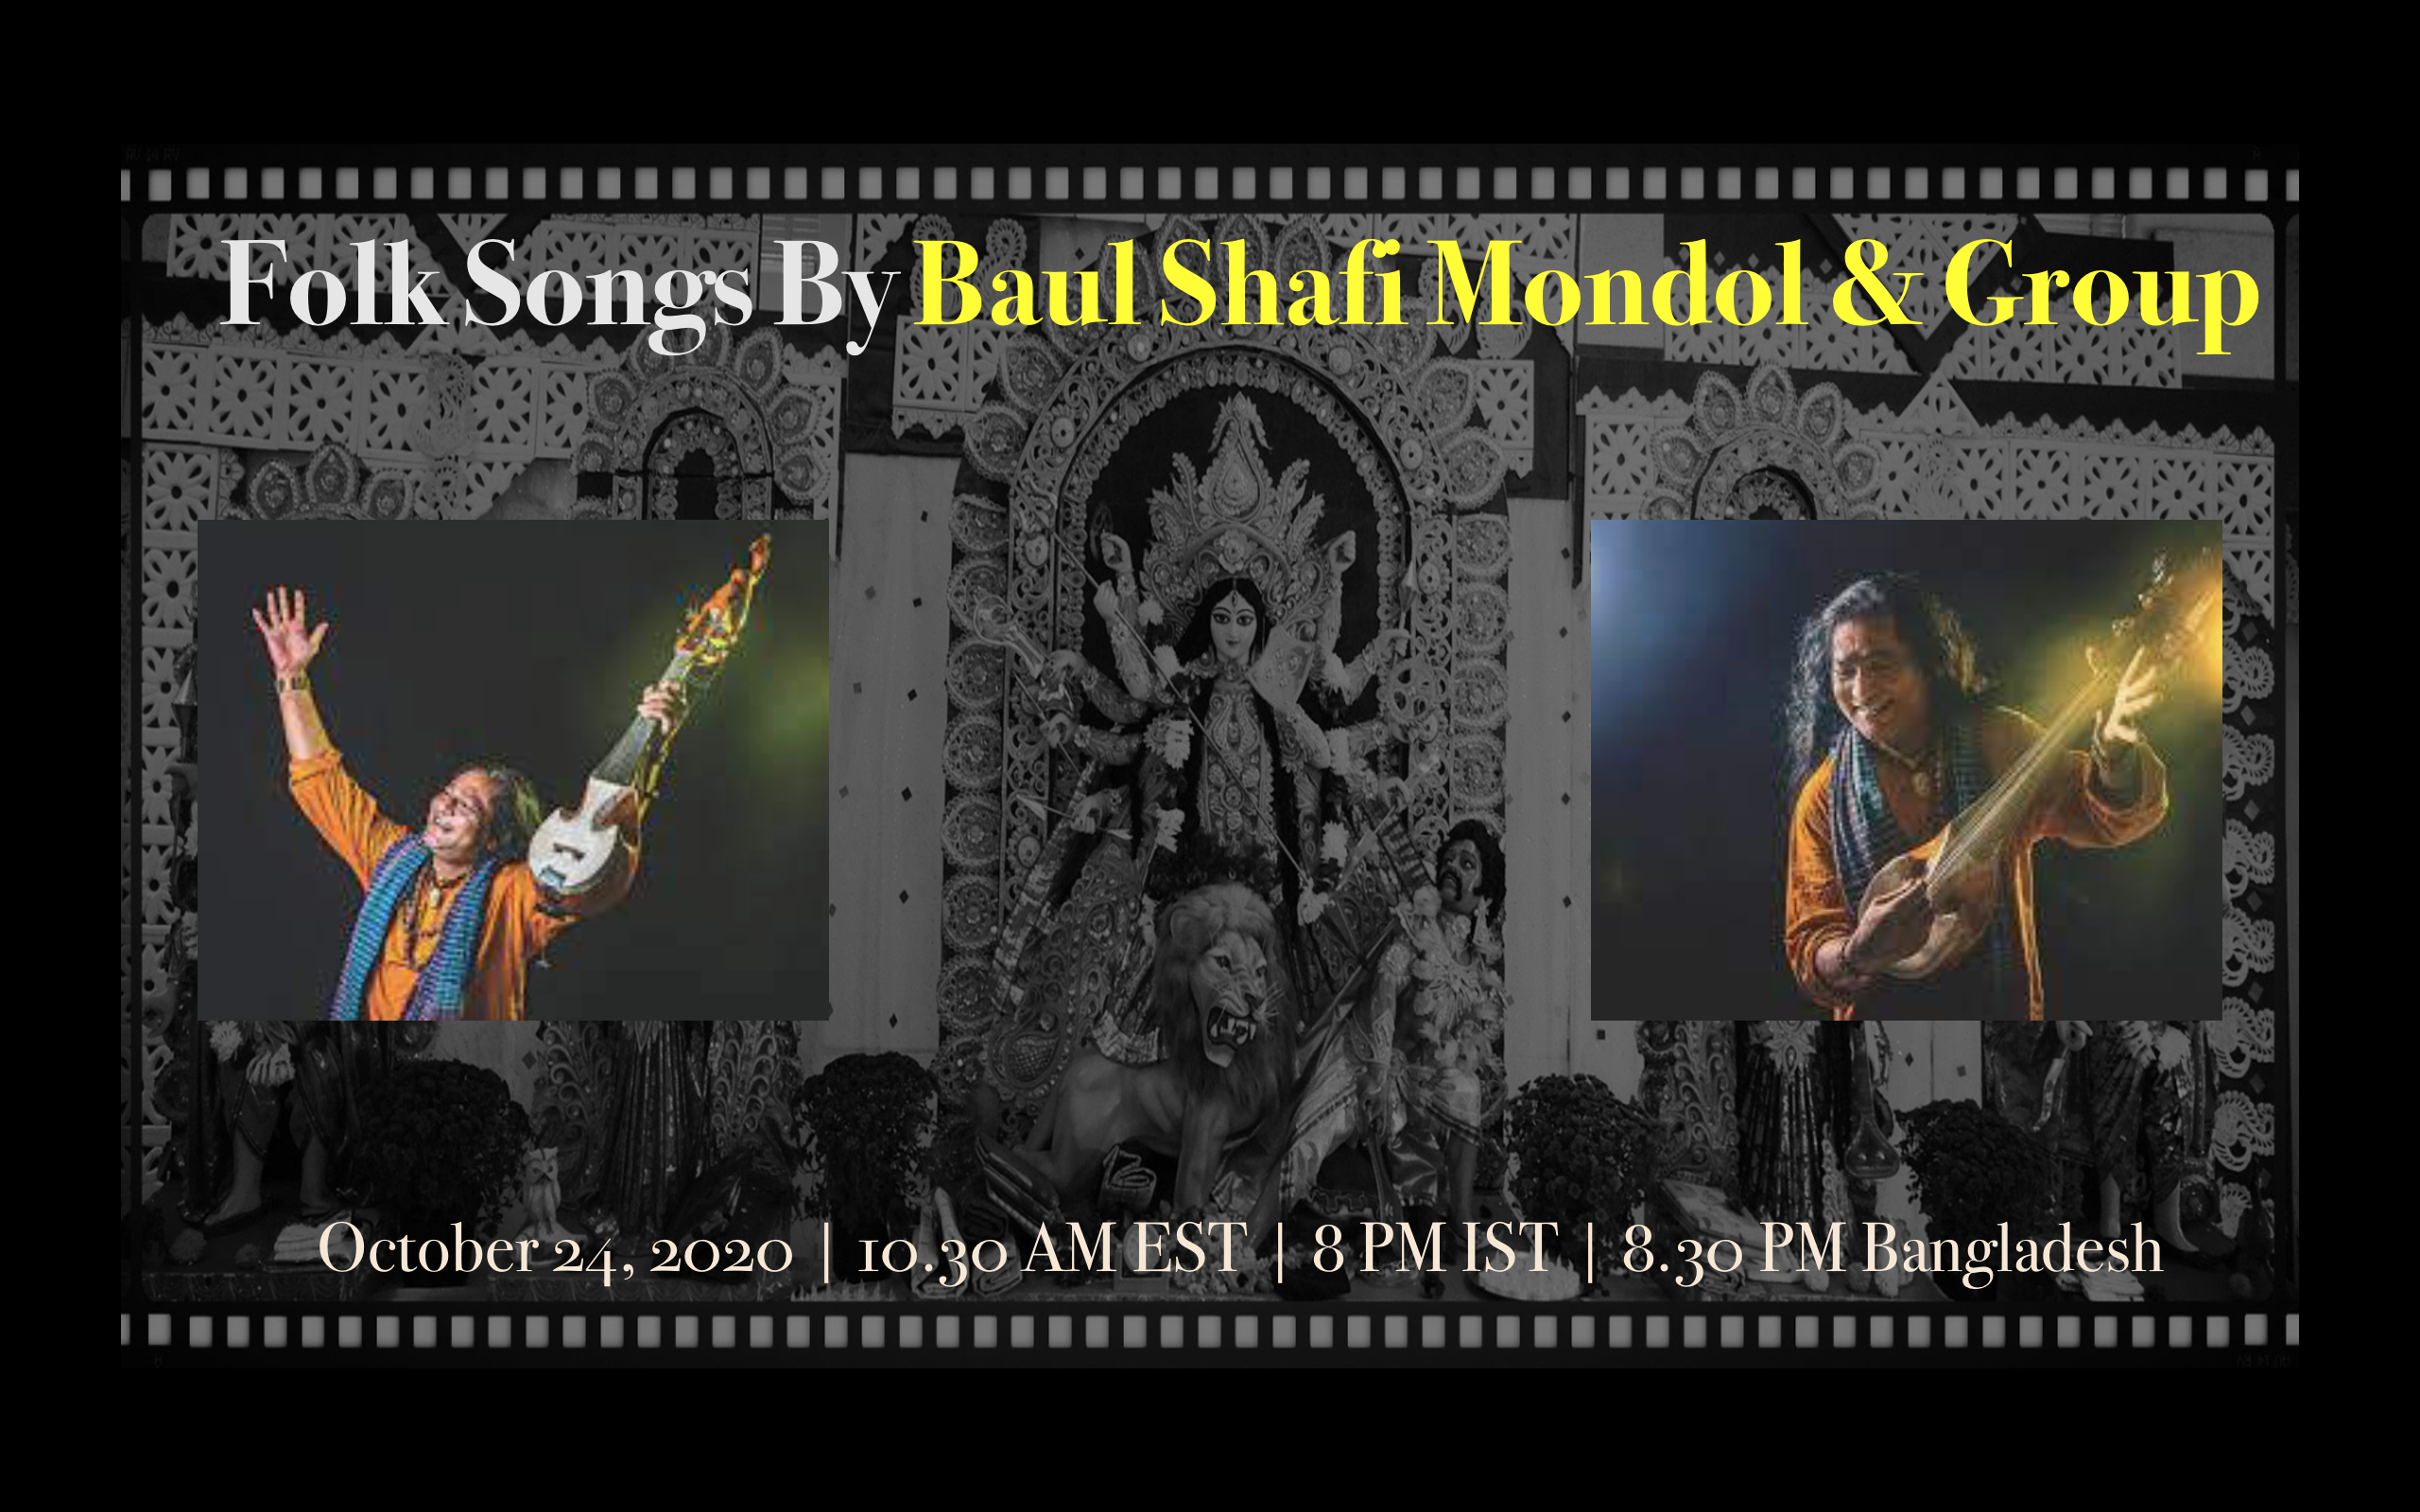 Folk Songs By Baul Shafi Mondol & Group
October 24, 2020 | 10.30 AM EST | 8 PM IST | 8.30 PM Bangladesh